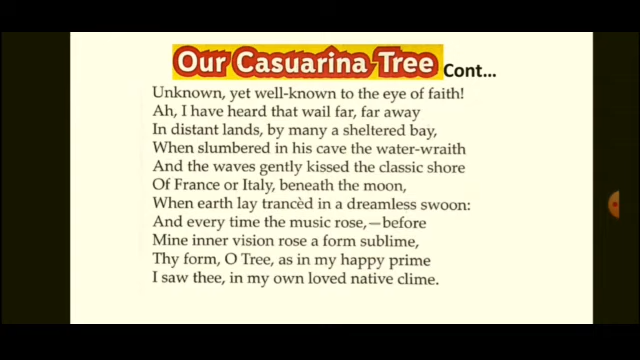 Our Casuarina Tree Cont...
Unknown, yet well-known to the eye of faith!
Ah, I have heard that wail far, far away
In distant lands, by many a sheltered bay,
When slumbered in his cave the water-wraith
And the waves gently kissed the classic shore
Of France or Italy, beneath the moon,
When earth lay trancèd in a dreamless swoon:
And every time the music rose,—before
Mine inner vision rose a form sublime,
Thy form, O Tree, as in my happy prime
I saw thee, in my own loved native clime.